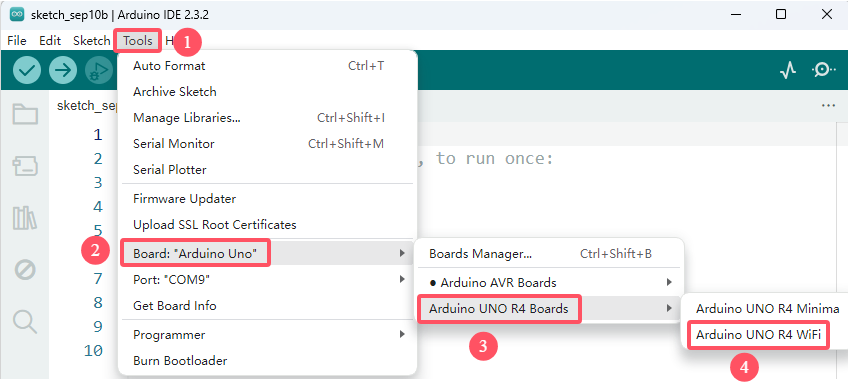 sketch_sep10b | Arduino IDE 2.3.2
File Edit Sketch Tools H
1
sketch_sep
Auto Format Ctrl+T
Archive Sketch
Manage Libraries... Ctrl+Shift+I
Serial Monitor Ctrl+Shift+M
Serial Plotter
Firmware Updater
Upload SSL Root Certificates
2
Board: "Arduino Uno"
Port: "COM9"
Get Board Info
Programmer
Burn Bootloader
1
2 , to run once:
3
4
5
7
8
9
10
Boards Manager... Ctrl+Shift+B
● Arduino AVR Boards
Arduino UNO R4 Boards
3
Arduino UNO R4 Minima
Arduino UNO R4 WiFi
4